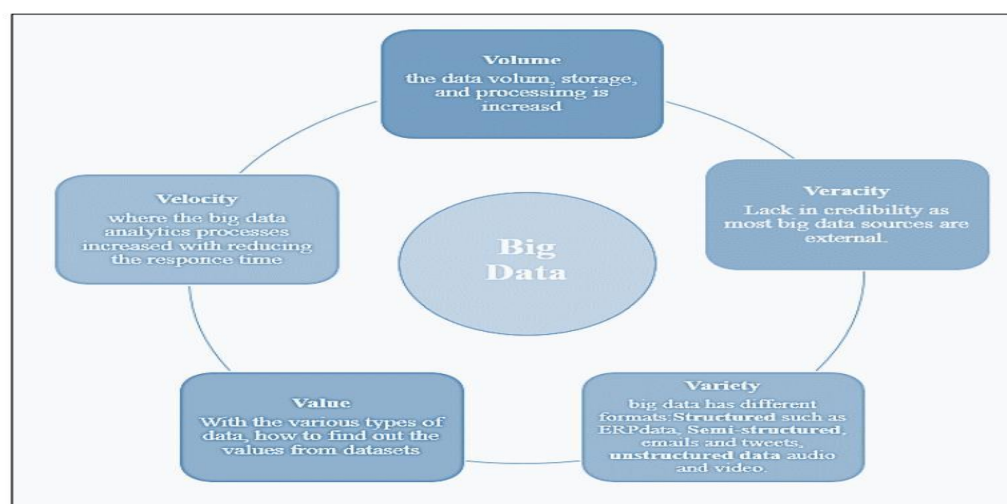 Volume
the data volum, storage,
and processimg is
increasd
Veracity
Lack in credibility as
most big data sources are
external.
Variety
big data has different
formats:Structured such as
ERPdata, Semi-structured,
emails and tweets,
unstructured data audio
and video.
Value
With the various types of
data, how to find out the
values from datasets
Velocity
where the big data
analytics processes
increased with reducing
the responce time
Big
Data